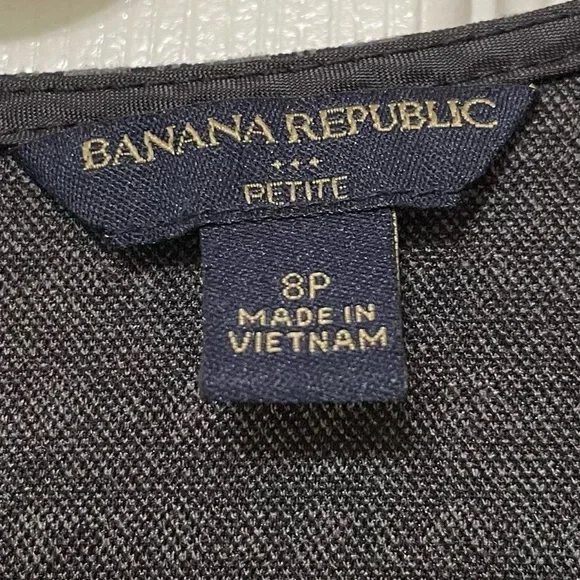 BANANA REPUBLIC
PETITE
8P
MADE IN
VIETNAM